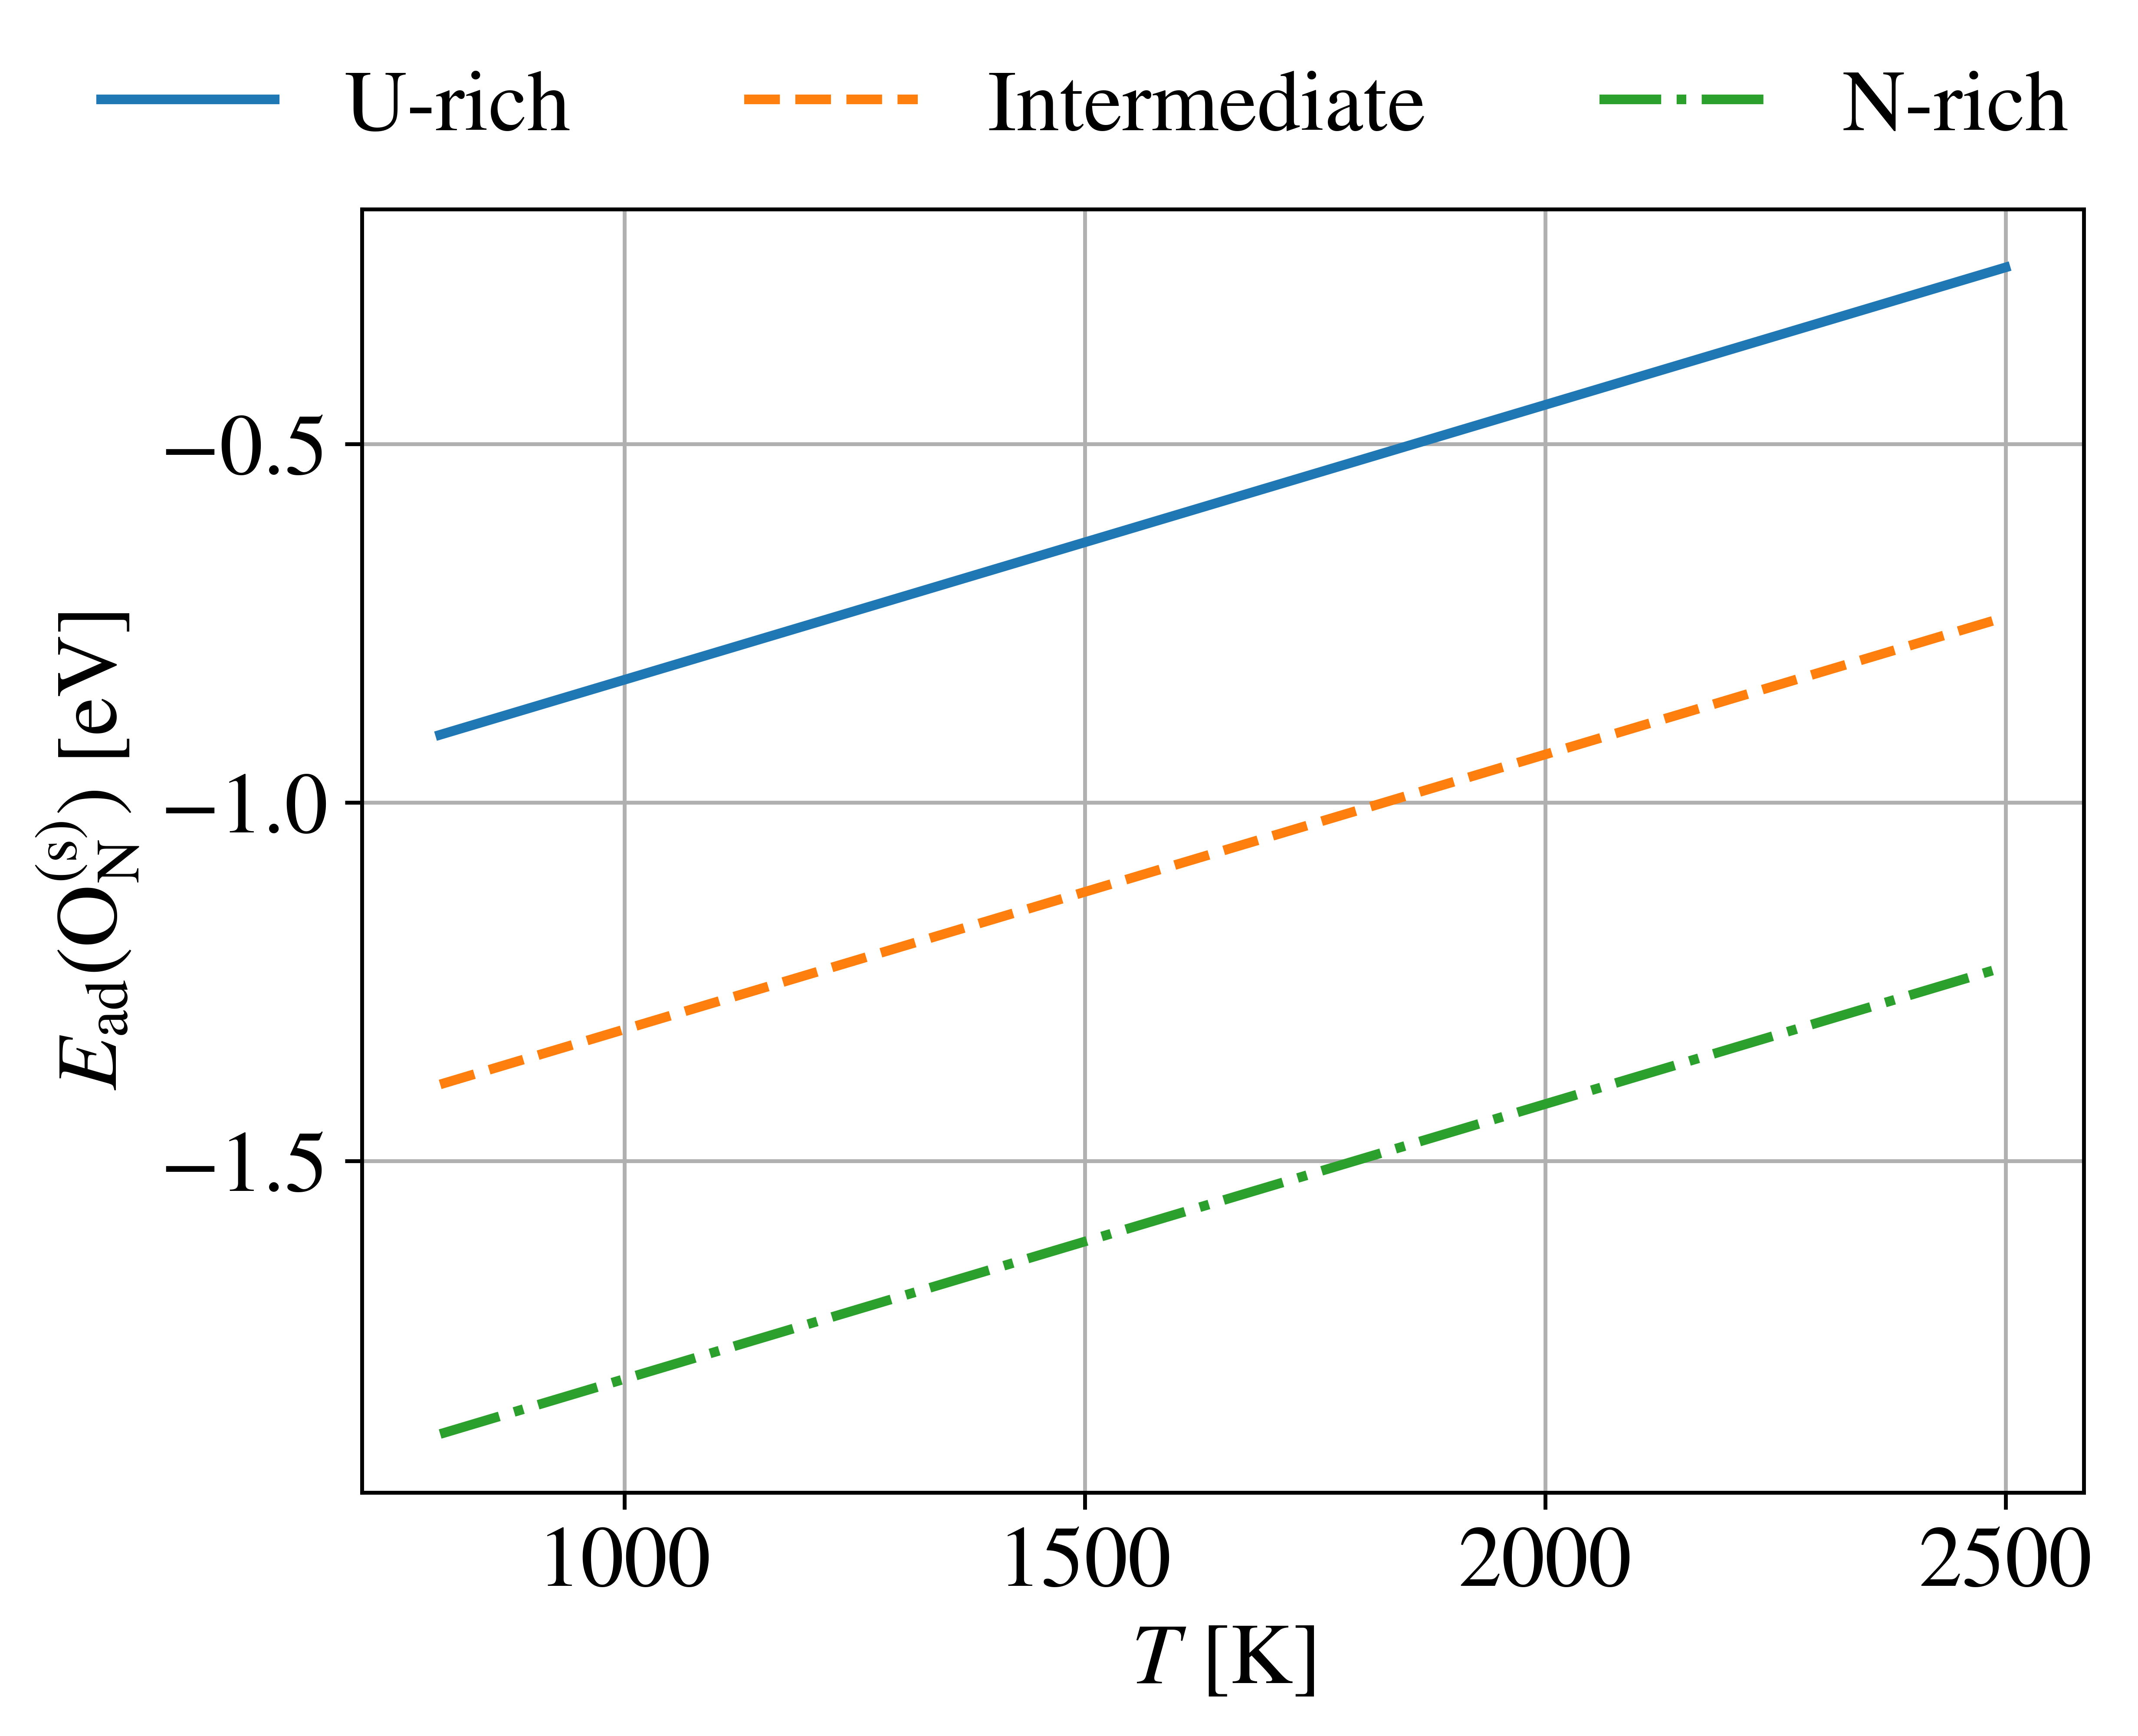 U-rich Intermediate N-rich
E_ad(O_N^(s)) [eV]
−0.5
−1.0
−1.5
1000 1500 2000 2500
T [K]